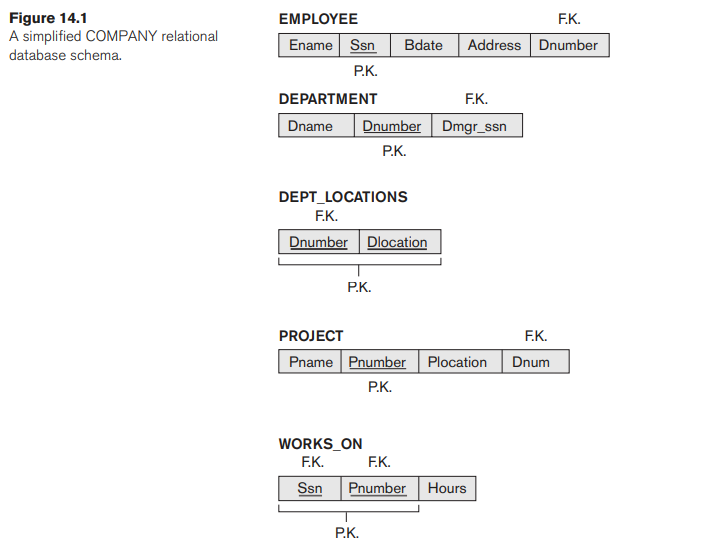 Figure 14.1
A simplified COMPANY relational
database schema.
EMPLOYEE F.K.
Ename Ssn Bdate Address Dnumber
P.K.
DEPARTMENT F.K.
Dname Dnumber Dmgr_ssn
P.K.
DEPT_LOCATIONS
F.K.
Dnumber Dlocation
P.K.
PROJECT F.K.
Pname Pnumber Plocation Dnum
P.K.
WORKS_ON
F.K. F.K.
Ssn Pnumber Hours
P.K.